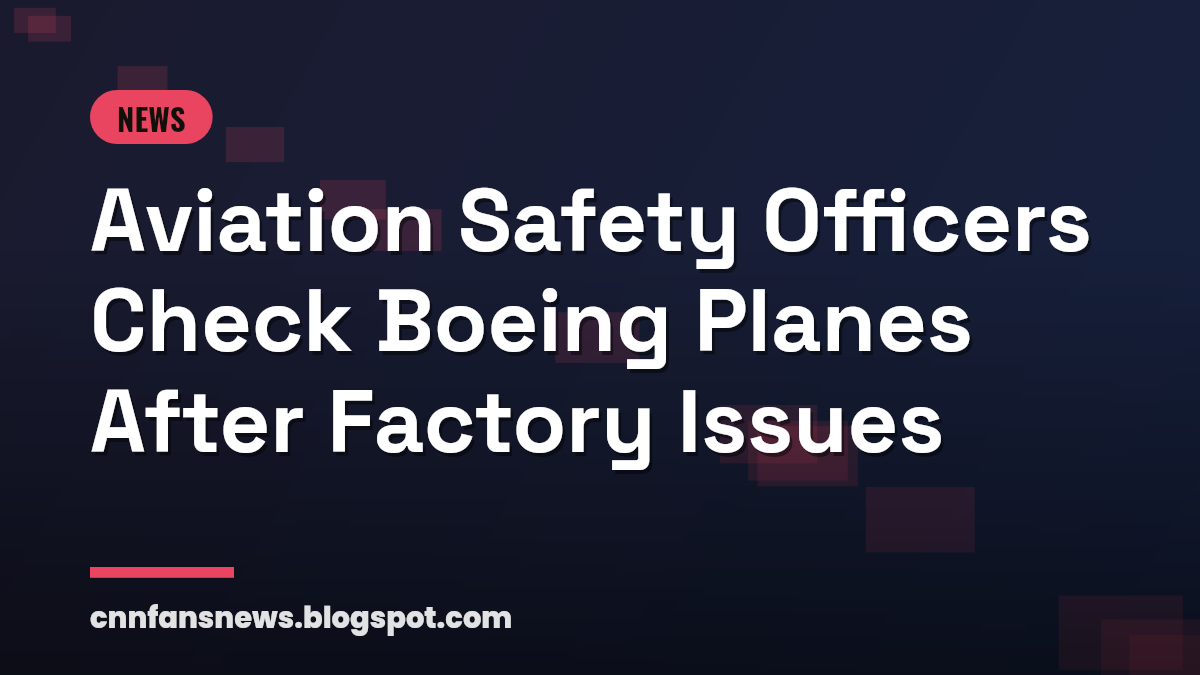 NEWS
Aviation Safety Officers
Check Boeing Planes
After Factory Issues
cnnfansnews.blogspot.com